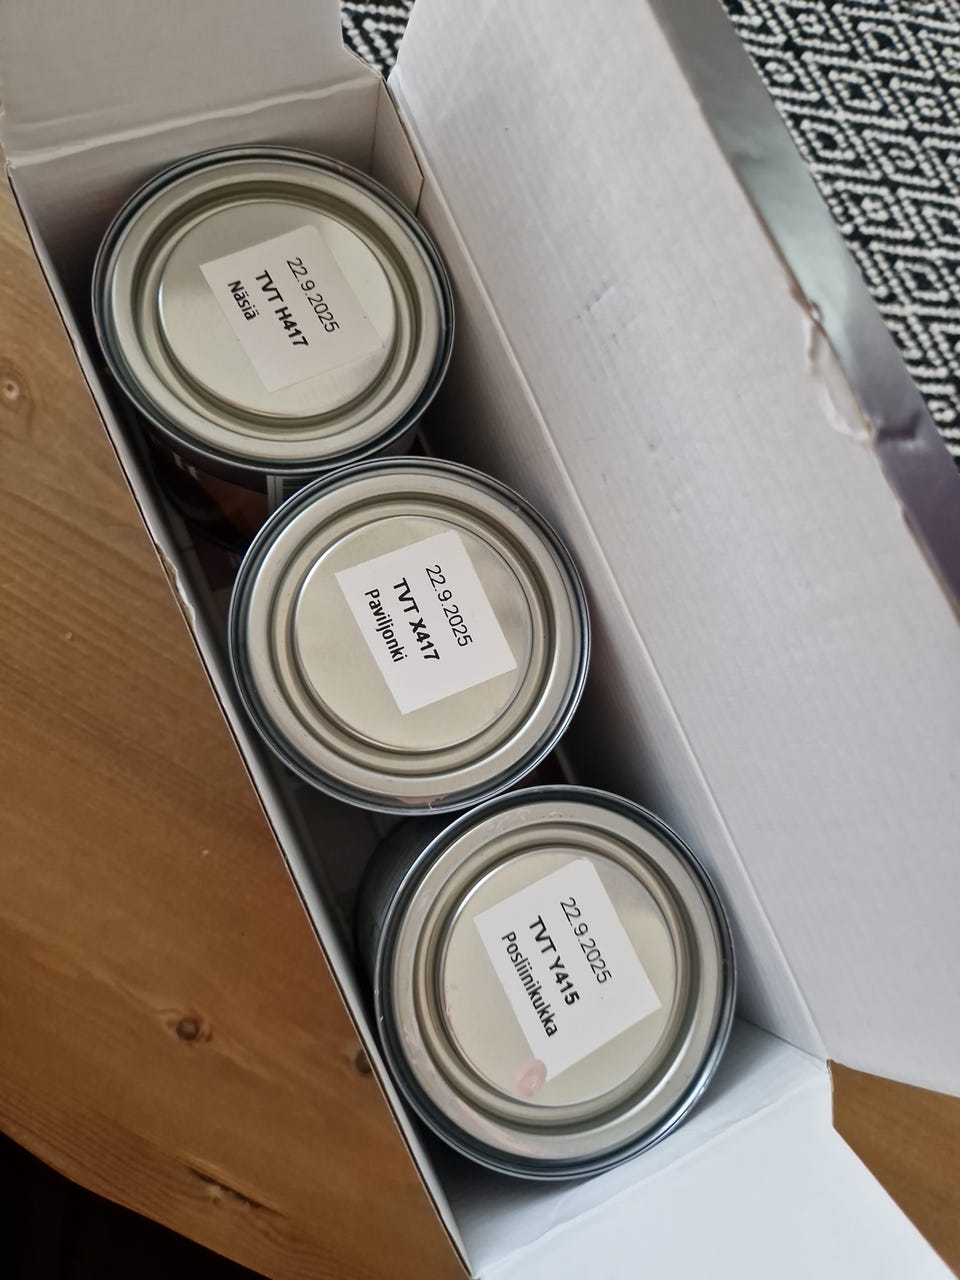 22.9.2025
TVT H417
Näsiä
22.9.2025
TVT X417
Paviljonki
22.9.2025
TVT Y415
Posliinikukka